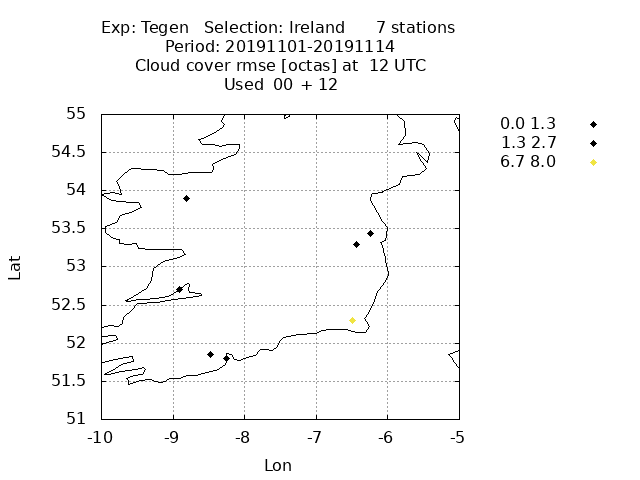 Exp: Tegen   Selection: Ireland      7 stations
Period: 20191101-20191114
Cloud cover rmse [octas] at  12 UTC
Used  00  + 12
0.0 1.3
1.3 2.7
6.7 8.0
55
54.5
54
53.5
53
52.5
52
51.5
51
Lat
-10 -9 -8 -7 -6 -5
Lon